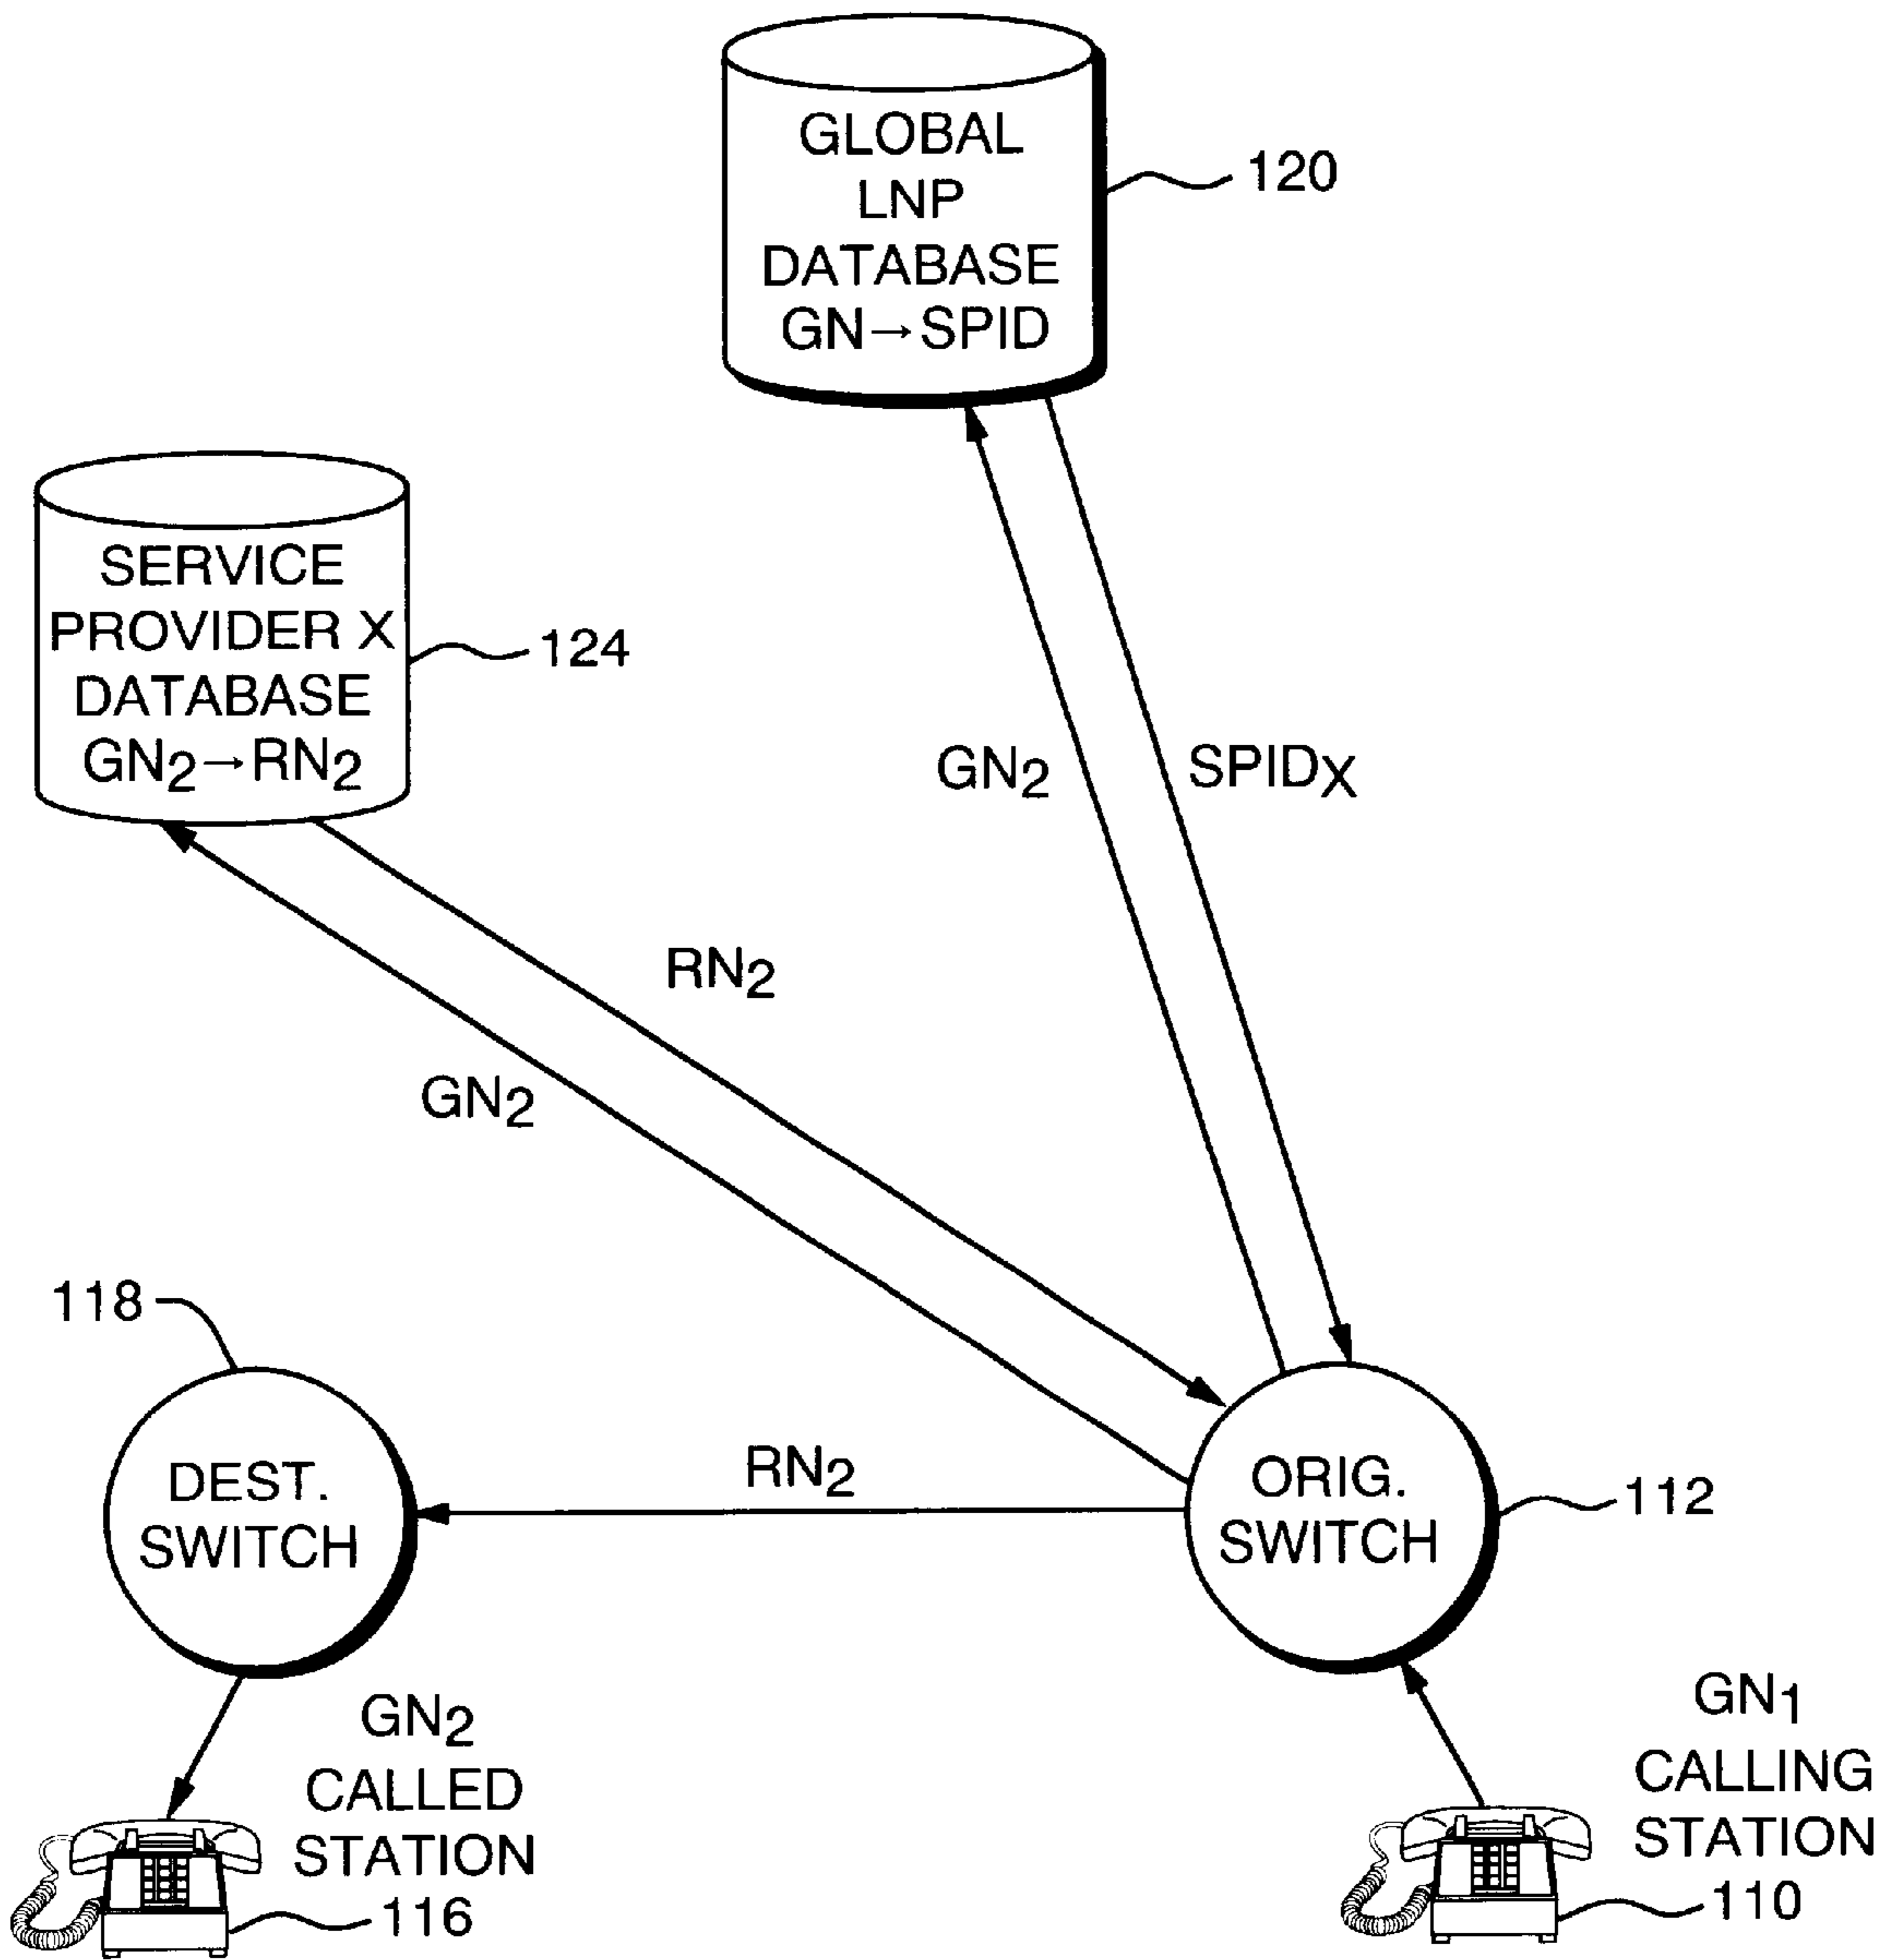 GLOBAL
LNP
DATABASE
GN→SPID
120
SERVICE
PROVIDER X
DATABASE
GN₂→RN₂
124
GN₂
SPIDX
RN₂
GN₂
118
DEST.
SWITCH
RN₂
ORIG.
SWITCH
112
GN₂
CALLED
STATION
116
GN₁
CALLING
STATION
110